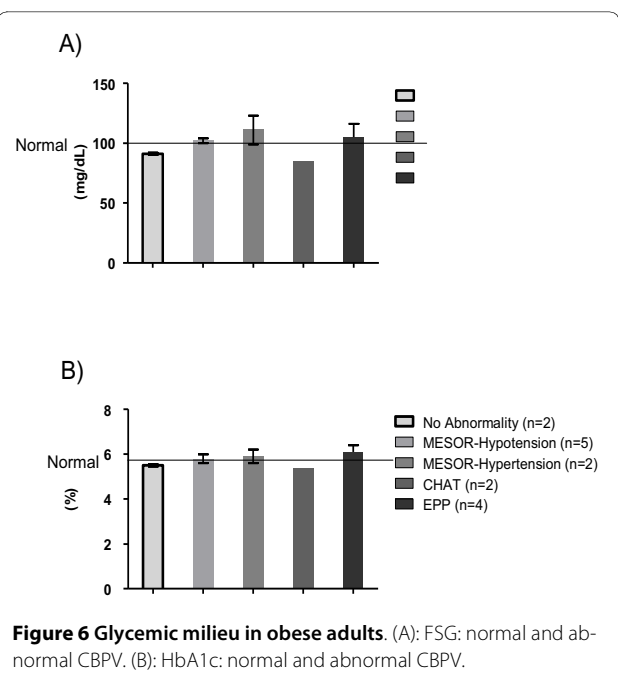 A)
150
Normal 100
(mg/dL)
50
0
B)
8
No Abnormality (n=2)
MESOR-Hypotension (n=5)
Normal 6
MESOR-Hypertension (n=2)
CHAT (n=2)
(%)
4
EPP (n=4)
2
0
Figure 6 Glycemic milieu in obese adults. (A): FSG: normal and ab-
normal CBPV. (B): HbA1c: normal and abnormal CBPV.